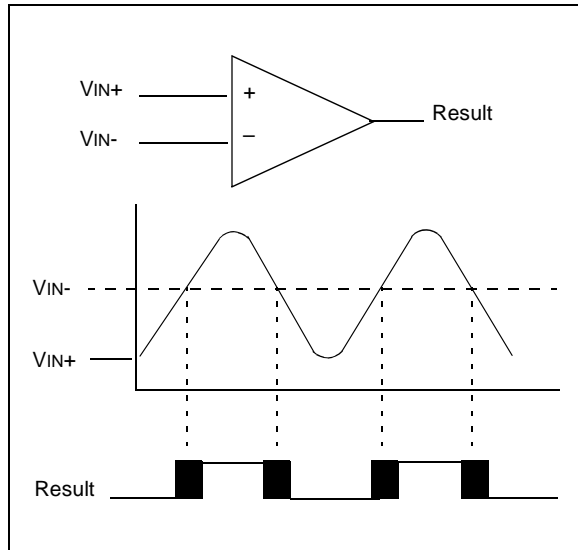 VIN+
+
Result
VIN-
–
VIN-
VIN+
Result